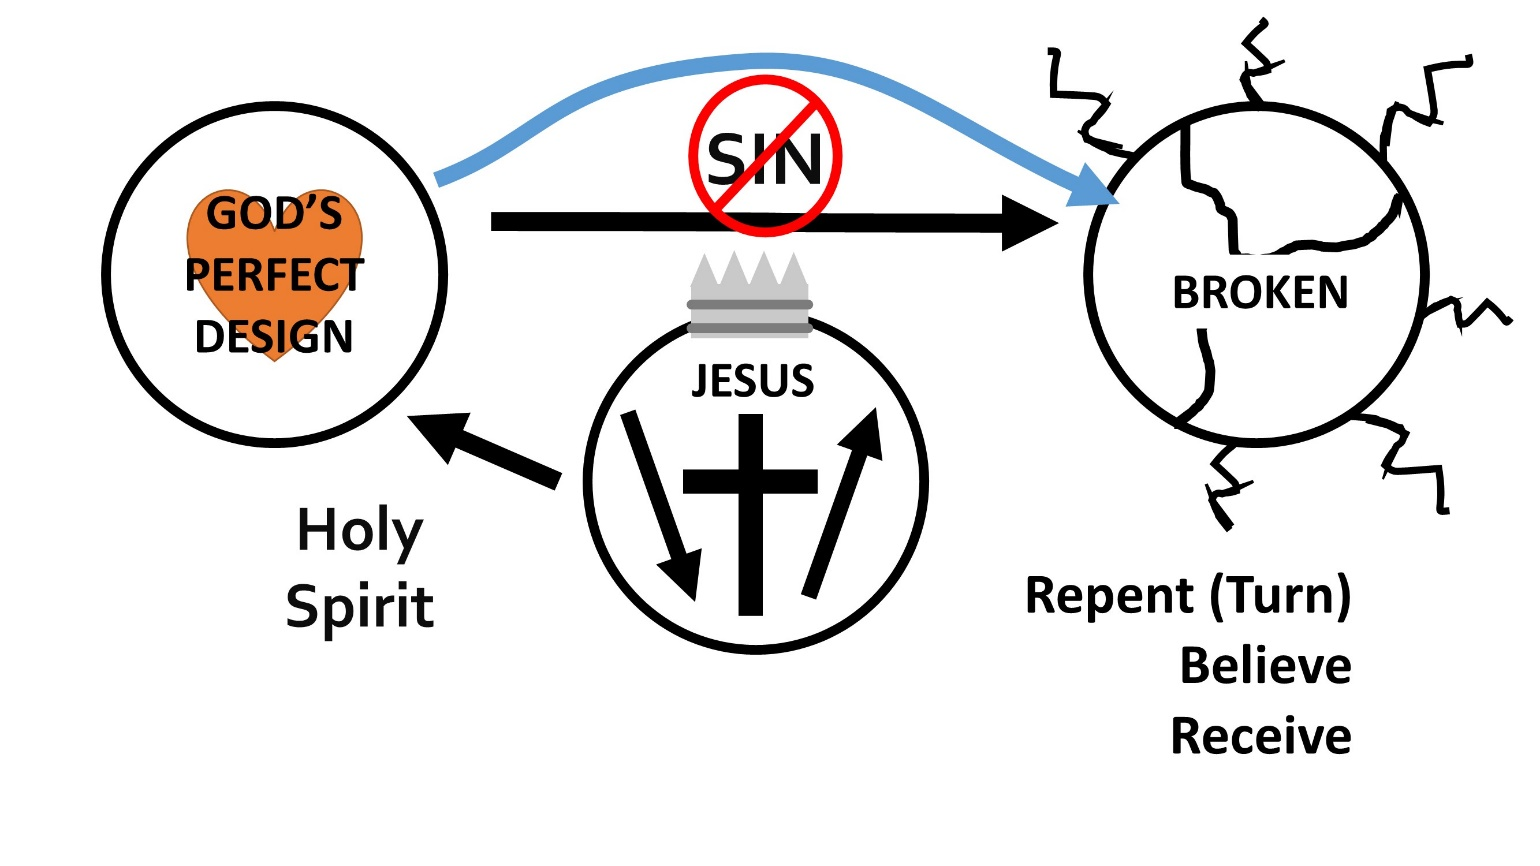 GOD'S
PERFECT
DESIGN
SIN
BROKEN
JESUS
Holy
Spirit
Repent (Turn)
Believe
Receive